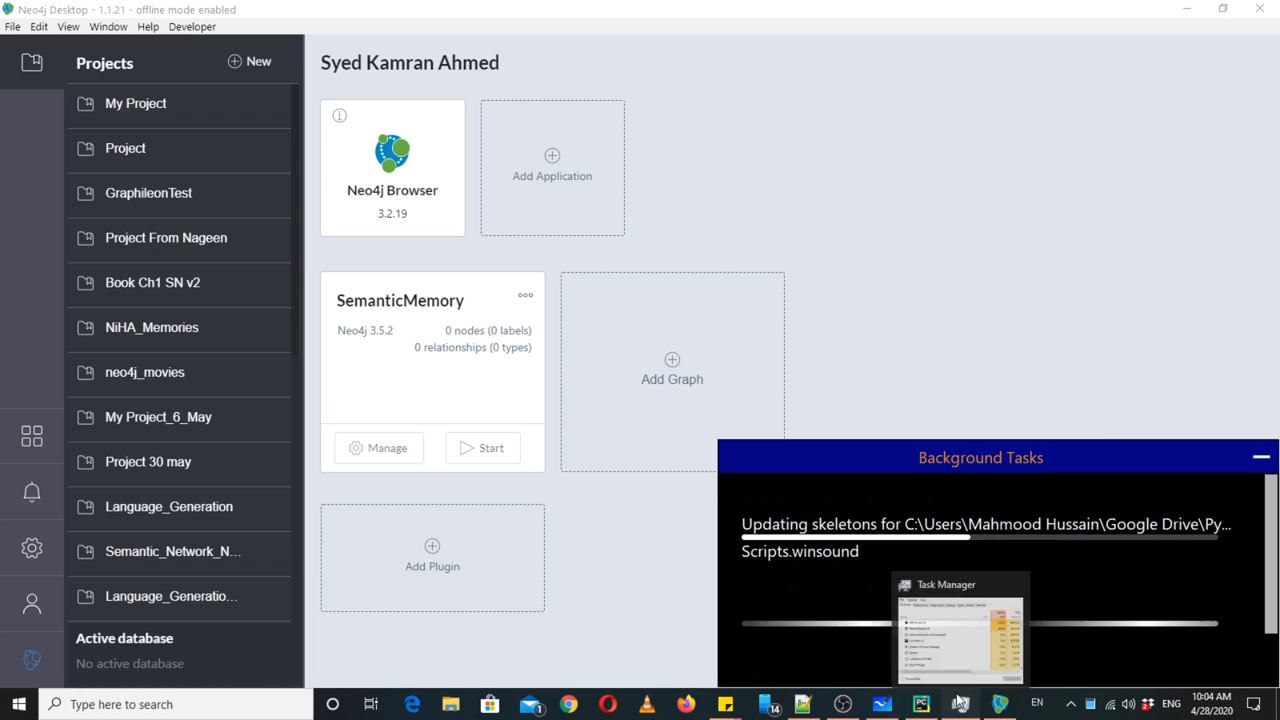 Neo4j Desktop - 1.1.21 - offline mode enabled
File Edit View Window Help Developer
Projects
New
My Project
Project
GraphileonTest
Project From Nageen
Book Ch1 SN v2
NiHA_Memories
neo4j_movies
My Project_6_May
Project 30 may
Language_Generation
Semantic_Network_N...
Language_Generatio...
Active database
No active database
Syed Kamran Ahmed
Neo4j Browser
3.2.19
Add Application
SemanticMemory
Neo4j 3.5.2
0 nodes (0 labels)
0 relationships (0 types)
Manage
Start
Add Graph
Add Plugin
Background Tasks
Updating skeletons for C:\Users\Mahmood Hussain\Google Drive\Py...
Scripts.winsound
Task Manager
Type here to search
1
14
PC
EN
ENG
10:04 AM
4/28/2020